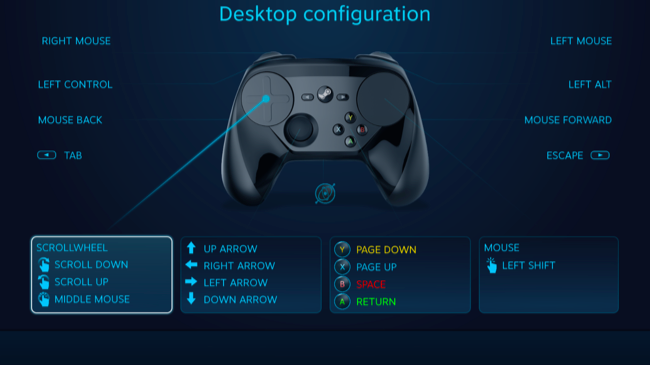 Desktop configuration
RIGHT MOUSE
LEFT MOUSE
LEFT CONTROL
LEFT ALT
MOUSE BACK
MOUSE FORWARD
TAB
ESCAPE
Y
X
B
A
SCROLLWHEEL
SCROLL DOWN
SCROLL UP
MIDDLE MOUSE
UP ARROW
RIGHT ARROW
LEFT ARROW
DOWN ARROW
Y PAGE DOWN
X PAGE UP
B SPACE
A RETURN
MOUSE
LEFT SHIFT